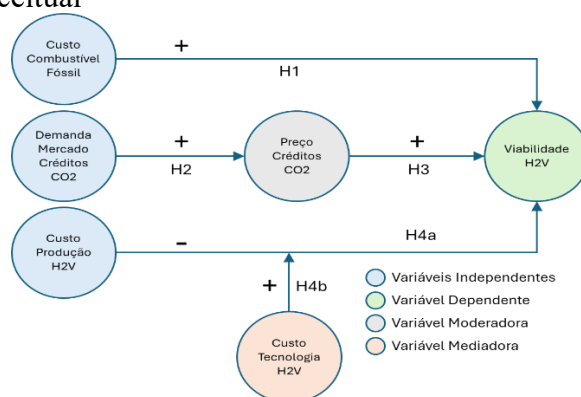 Custo
Combustível
Fóssil
+
H1
Demanda
Mercado
Créditos
CO2
+
H2
Preço
Créditos
CO2
+
H3
Viabilidade
H2V
Custo
Produção
H2V
-
H4a
+ H4b
Custo
Tecnologia
H2V
Variáveis Independentes
Variável Dependente
Variável Moderadora
Variável Mediadora